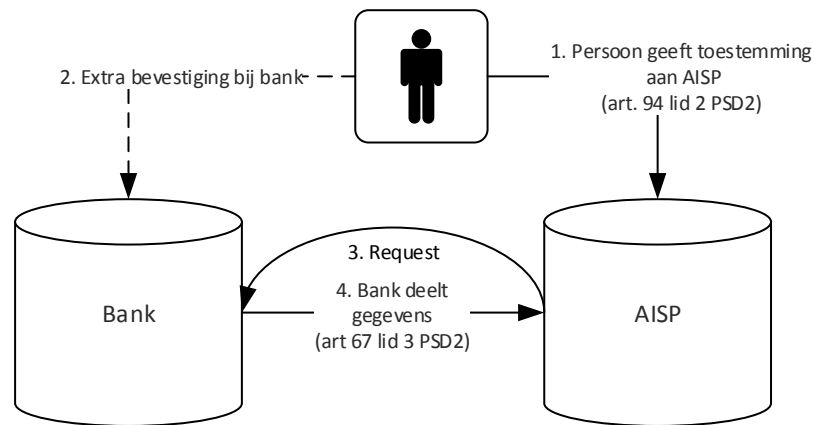 1. Persoon geeft toestemming
aan AISP
(art. 94 lid 2 PSD2)
2. Extra bevestiging bij bank
3. Request
4. Bank deelt
gegevens
(art 67 lid 3 PSD2)
Bank
AISP